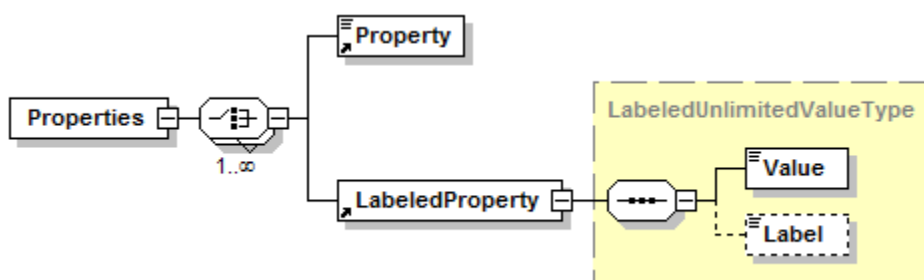 Property
LabeledUnlimitedValueType
Properties
1..∞
Value
LabeledProperty
Label